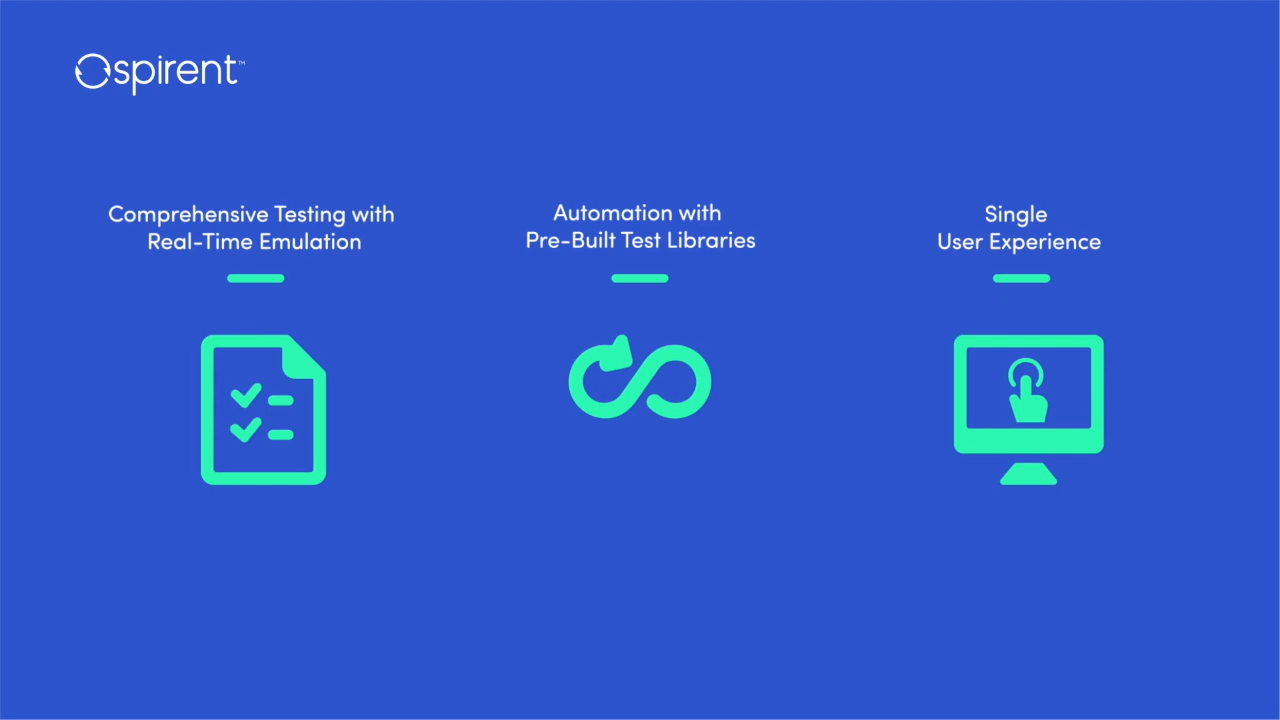 spirent™
Comprehensive Testing with
Real-Time Emulation
Automation with
Pre-Built Test Libraries
Single
User Experience